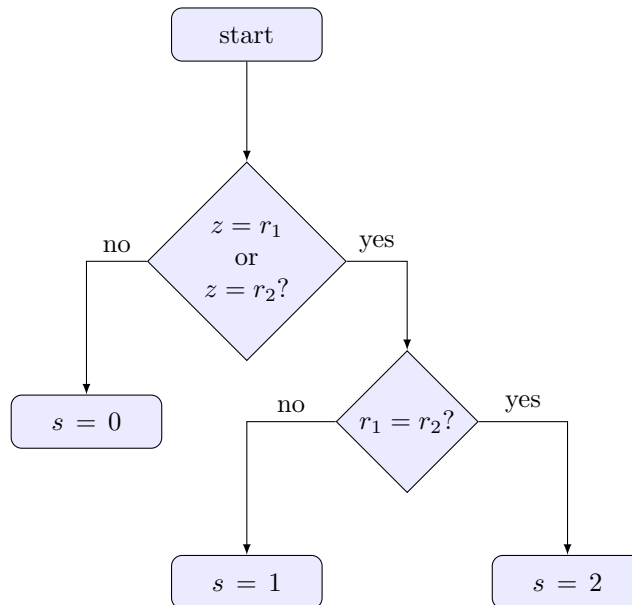 start
z = r₁
or
z = r₂?
no
yes
s = 0
r₁ = r₂?
no
yes
s = 1
s = 2